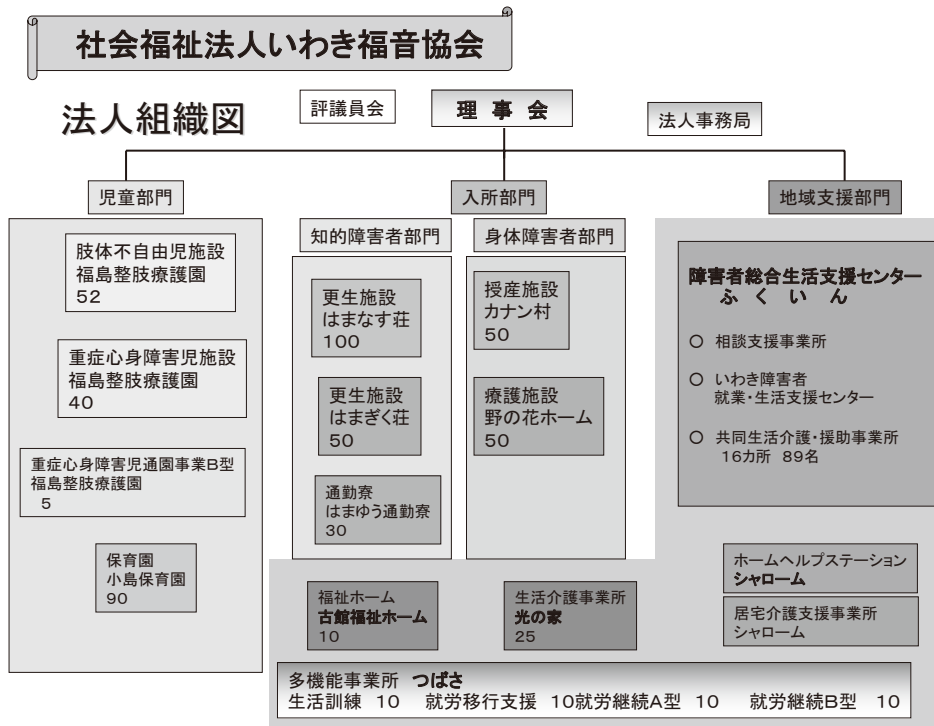 社会福祉法人いわき福音協会
法人組織図
評議員会
理事会
法人事務局
児童部門
入所部門
地域支援部門
肢体不自由児施設
福島整肢療護園
52
重症心身障害児施設
福島整肢療護園
40
重症心身障害児通園事業B型
福島整肢療護園
5
保育園
小島保育園
90
知的障害者部門
更生施設
はまなす荘
100
更生施設
はまぎく荘
50
通勤寮
はまゆう通勤寮
30
身体障害者部門
授産施設
カナン村
50
療護施設
野の花ホーム
50
障害者総合生活支援センター
ふくいん
○ 相談支援事業所
○ いわき障害者
就業・生活支援センター
○ 共同生活介護・援助事業所
16カ所 89名
福祉ホーム
古館福祉ホーム
10
生活介護事業所
光の家
25
ホームヘルプステーション
シャローム
居宅介護支援事業所
シャローム
多機能事業所 つばさ
生活訓練 10 就労移行支援 10就労継続A型 10 就労継続B型 10